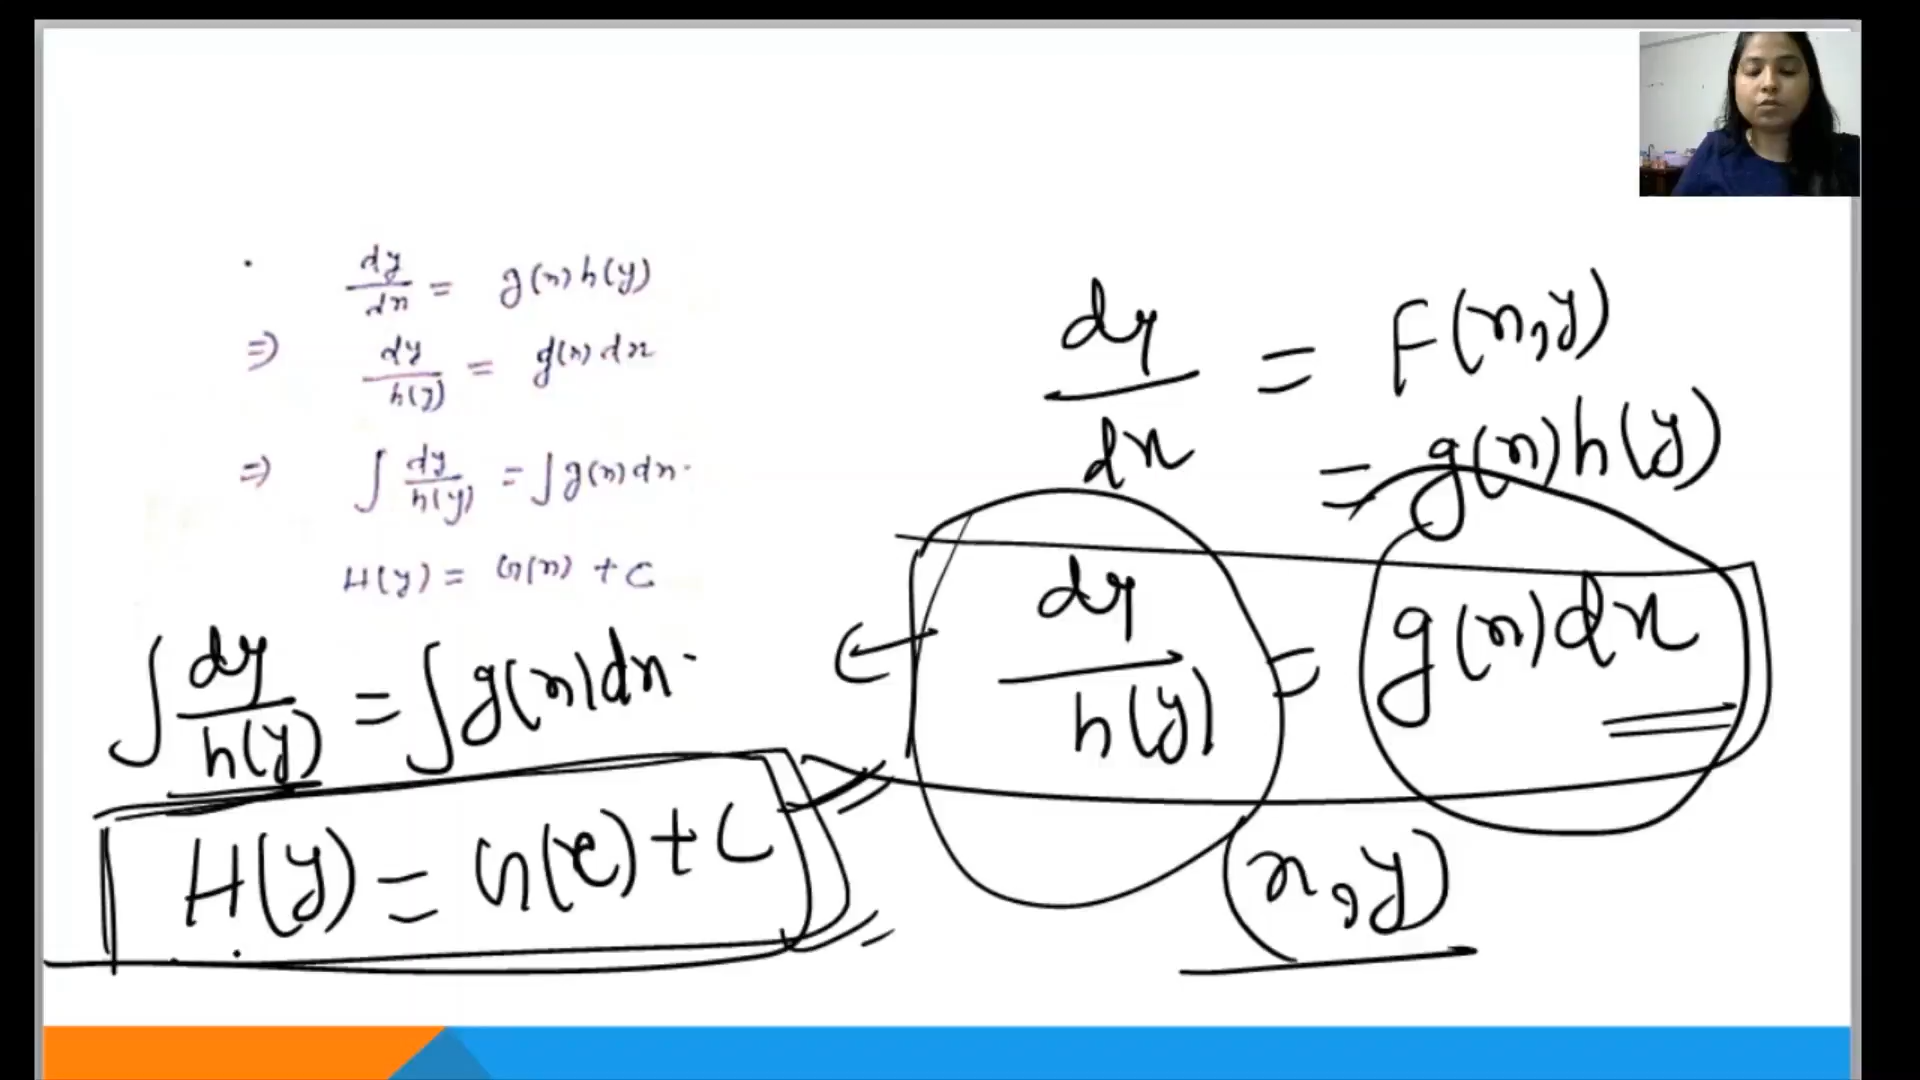 dy/dx = g(x) h(y)
⇒ dy/h(y) = g(x) dx
⇒ ∫ dy/h(y) = ∫ g(x) dx.
H(y) = G(x) + C
dy/dx = F(x,y)
= g(x) h(y)
dy/h(y) = g(x) dx
∫ dy/h(y) = ∫ g(x) dx.
H(y) = G(x) + C
(x, y)